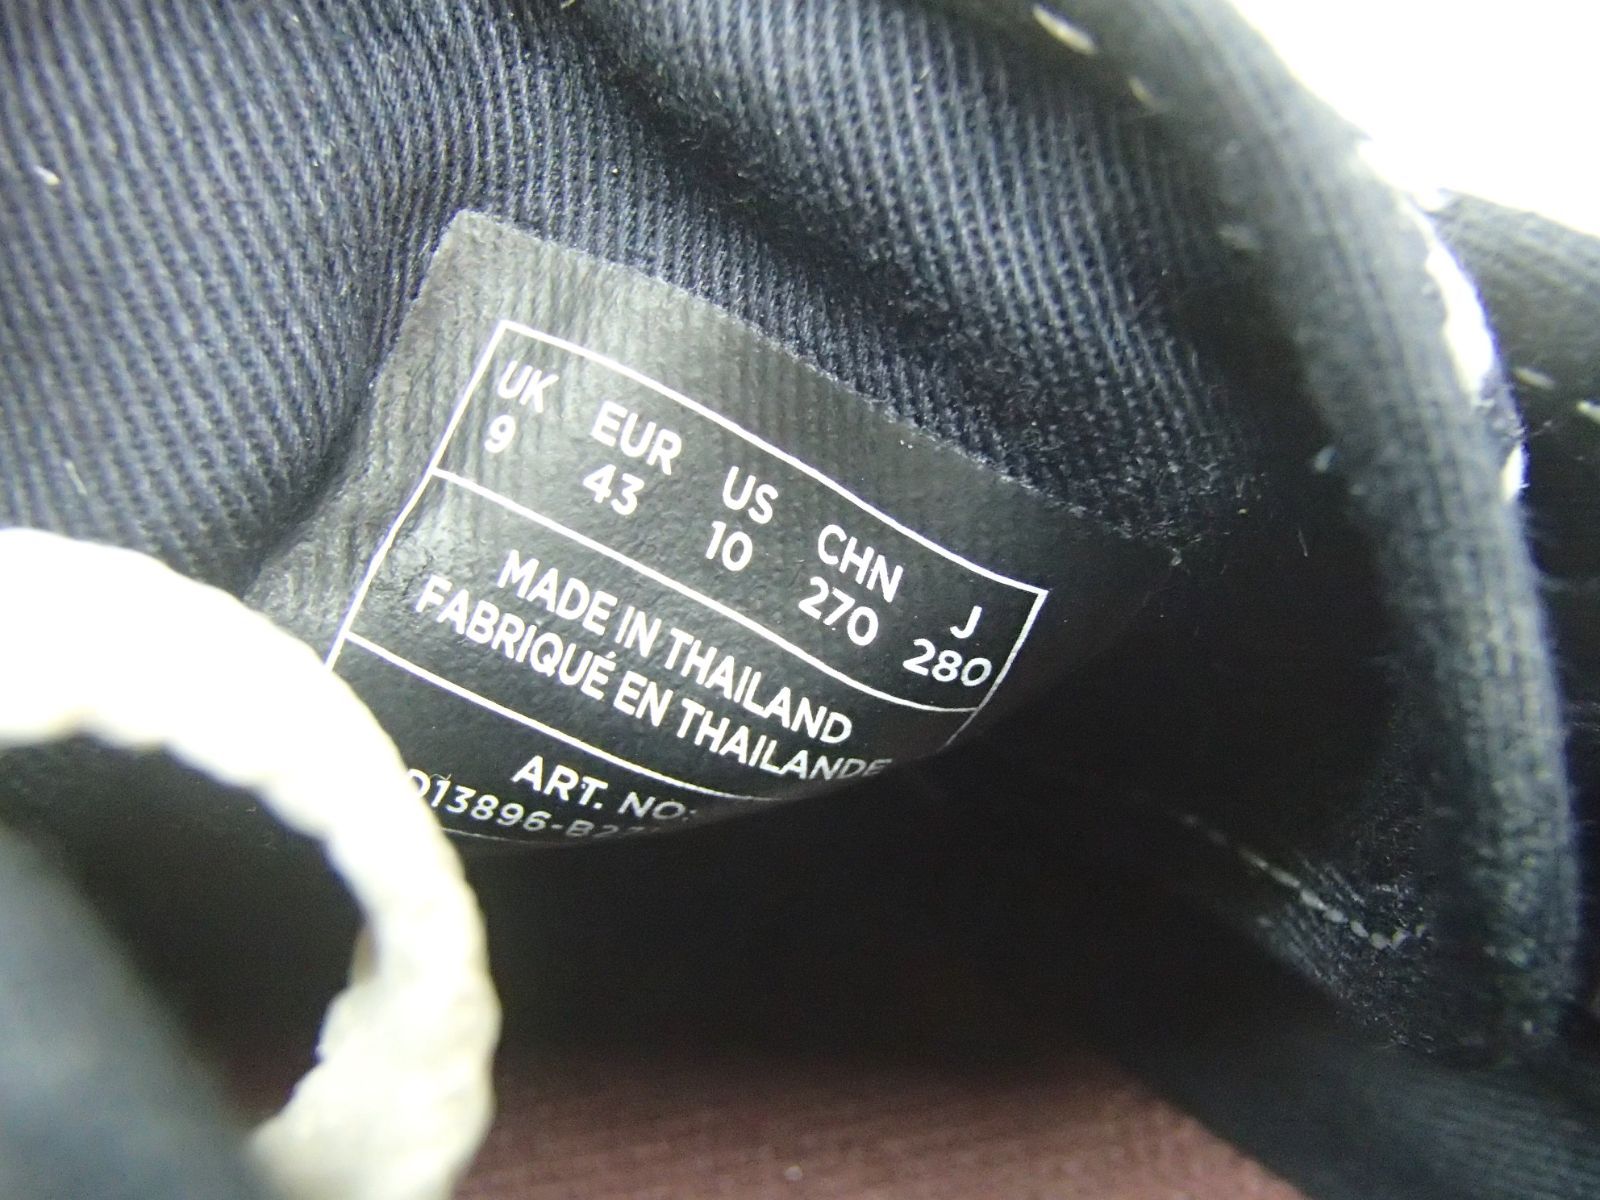 UK EUR US CHN J
9 43 10 270 280
MADE IN THAILAND
FABRIQUÉ EN THAILANDE
ART. NO: